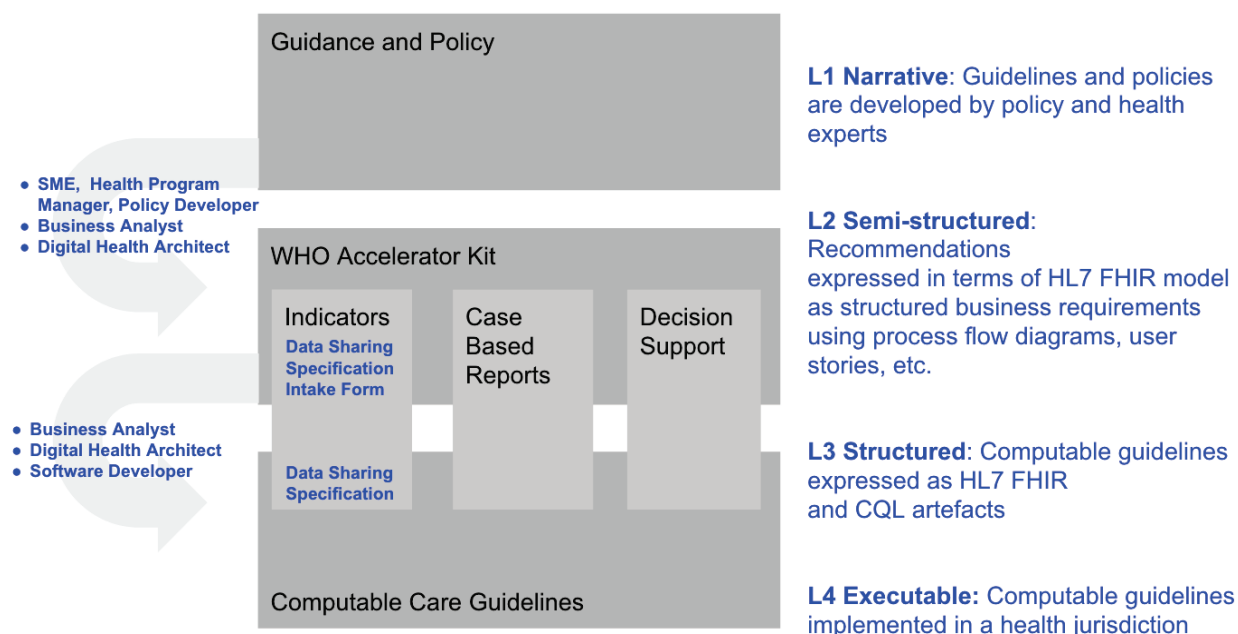 Guidance and Policy
L1 Narrative: Guidelines and policies
are developed by policy and health
experts
● SME, Health Program
Manager, Policy Developer
● Business Analyst
● Digital Health Architect
L2 Semi-structured:
Recommendations
expressed in terms of HL7 FHIR model
as structured business requirements
using process flow diagrams, user
stories, etc.
WHO Accelerator Kit
Indicators
Data Sharing
Specification
Intake Form
Case
Based
Reports
Decision
Support
● Business Analyst
● Digital Health Architect
● Software Developer
Data Sharing
Specification
L3 Structured: Computable guidelines
expressed as HL7 FHIR
and CQL artefacts
Computable Care Guidelines
L4 Executable: Computable guidelines
implemented in a health jurisdiction